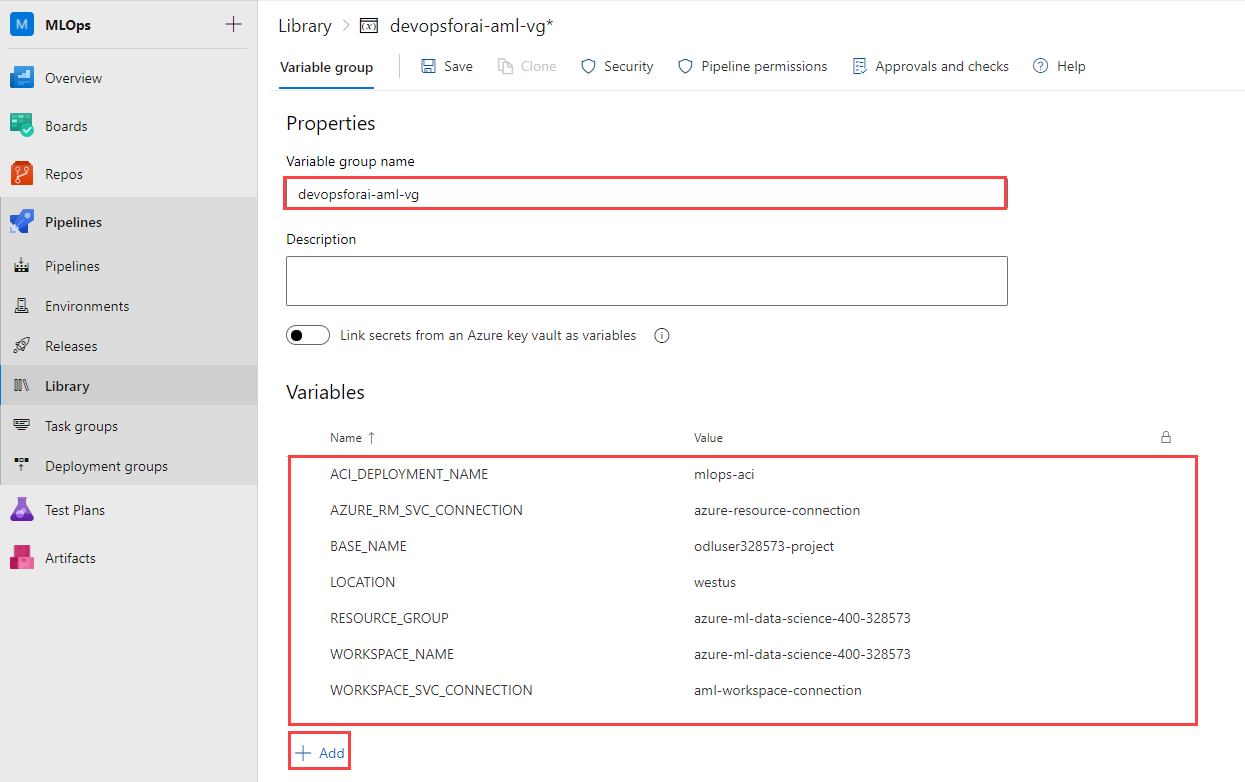 M MLOps
Overview
Boards
Repos
Pipelines
Pipelines
Environments
Releases
Library
Task groups
Deployment groups
Test Plans
Artifacts
Library > (x) devopsforai-aml-vg*
Variable group Save Clone Security Pipeline permissions Approvals and checks ? Help
Properties
Variable group name
devopsforai-aml-vg
Description
Link secrets from an Azure key vault as variables i
Variables
Name ↑ Value
ACI_DEPLOYMENT_NAME mlops-aci
AZURE_RM_SVC_CONNECTION azure-resource-connection
BASE_NAME odluser328573-project
LOCATION westus
RESOURCE_GROUP azure-ml-data-science-400-328573
WORKSPACE_NAME azure-ml-data-science-400-328573
WORKSPACE_SVC_CONNECTION aml-workspace-connection
+ Add